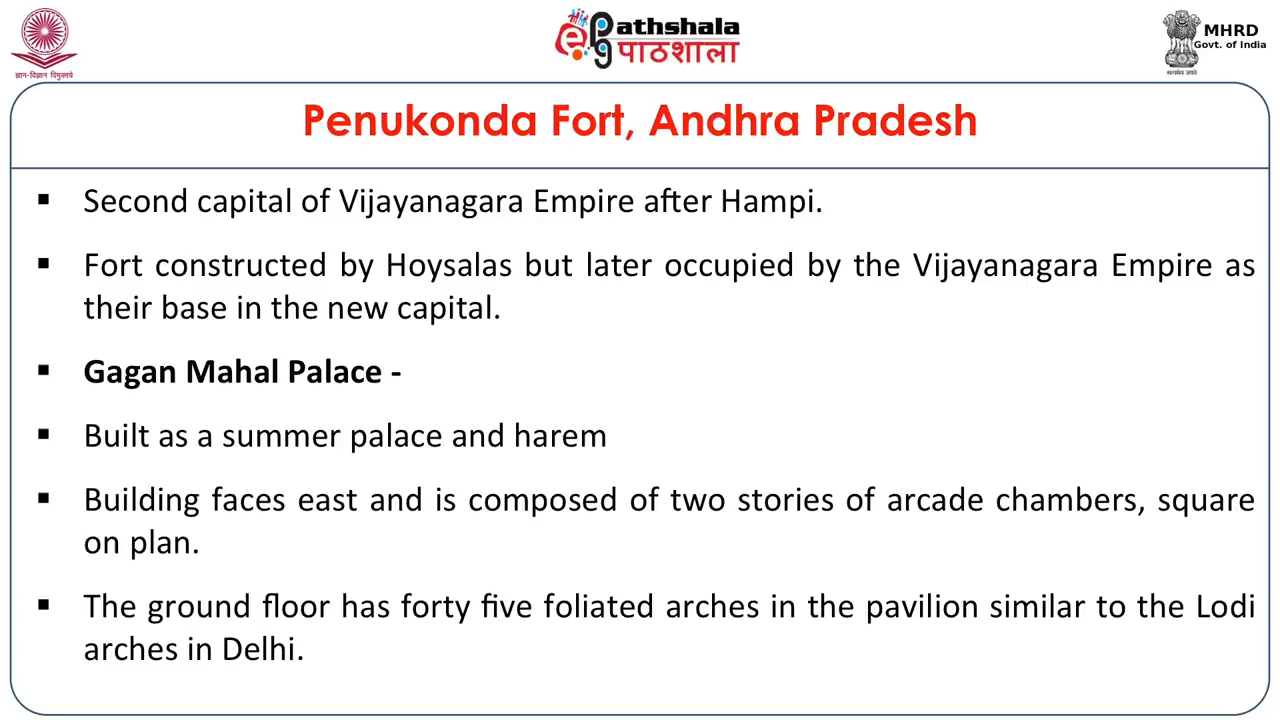 ज्ञान-विज्ञान विमुक्तये
ePathshala
पाठशाला
MHRD
Govt. of India
सत्यमेव जयते
Penukonda Fort, Andhra Pradesh
▪ Second capital of Vijayanagara Empire after Hampi.
▪ Fort constructed by Hoysalas but later occupied by the Vijayanagara Empire as
their base in the new capital.
▪ Gagan Mahal Palace -
▪ Built as a summer palace and harem
▪ Building faces east and is composed of two stories of arcade chambers, square
on plan.
▪ The ground floor has forty five foliated arches in the pavilion similar to the Lodi
arches in Delhi.